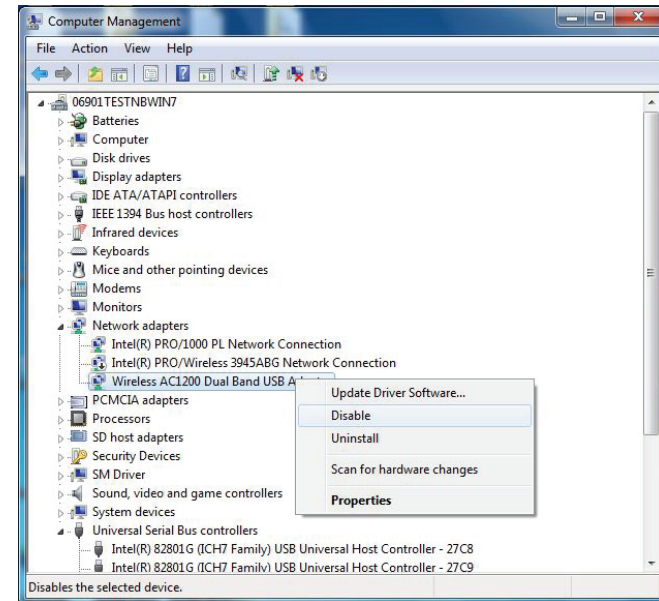 Computer Management
File Action View Help
06901TESTNBWIN7
Batteries
Computer
Disk drives
Display adapters
IDE ATA/ATAPI controllers
IEEE 1394 Bus host controllers
Infrared devices
Keyboards
Mice and other pointing devices
Modems
Monitors
Network adapters
Intel(R) PRO/1000 PL Network Connection
Intel(R) PRO/Wireless 3945ABG Network Connection
Wireless AC1200 Dual Band USB
Update Driver Software...
Disable
Uninstall
Scan for hardware changes
Properties
PCMCIA adapters
Processors
SD host adapters
Security Devices
SM Driver
Sound, video and game controllers
System devices
Universal Serial Bus controllers
Intel(R) 82801G (ICH7 Family) USB Universal Host Controller - 27C8
Intel(R) 82801G (ICH7 Family) USB Universal Host Controller - 27C9
Disables the selected device.